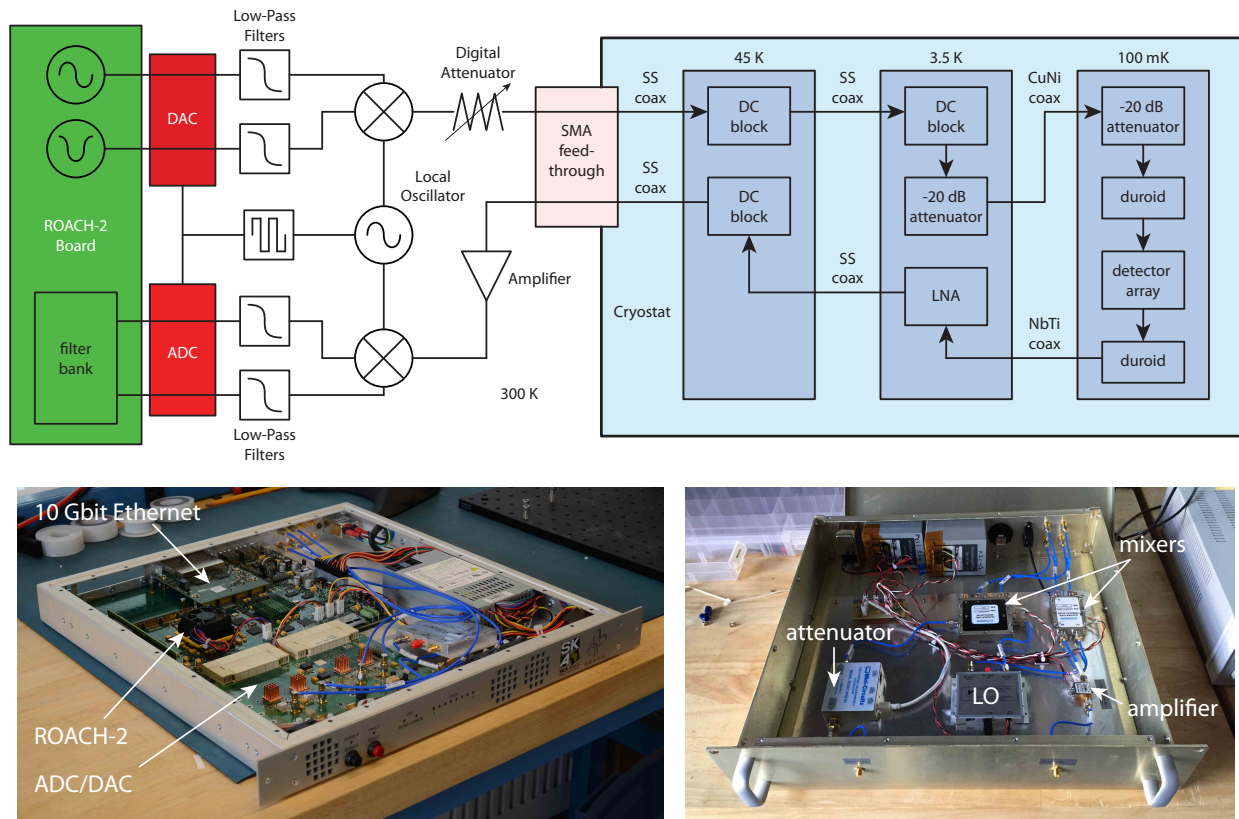 Low-Pass
Filters
Digital
Attenuator
45 K
3.5 K
100 mK
SS
coax
SS
coax
CuNi
coax
DAC
SMA
feed-
through
DC
block
DC
block
-20 dB
attenuator
ROACH-2
Board
Local
Oscillator
SS
coax
DC
block
-20 dB
attenuator
duroid
Amplifier
SS
coax
LNA
detector
array
filter
bank
ADC
Cryostat
NbTi
coax
duroid
300 K
Low-Pass
Filters
10 Gbit Ethernet
ROACH-2
ADC/DAC
mixers
attenuator
LO
amplifier